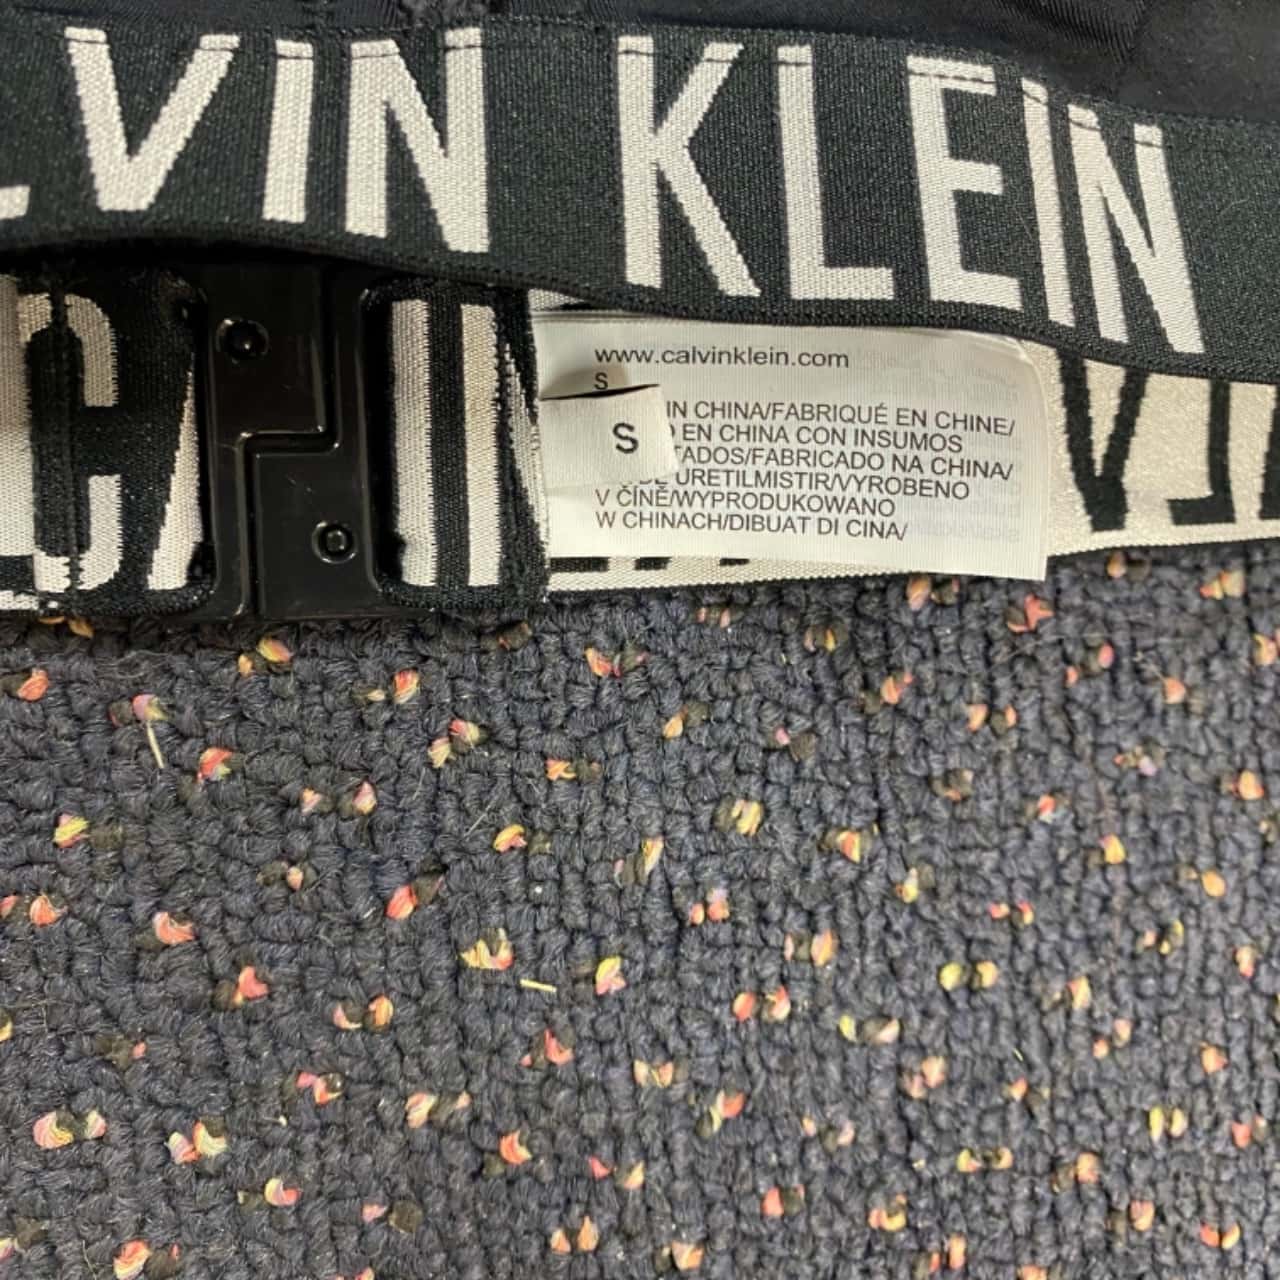 LVIN KLEIN
CALVIN
www.calvinklein.com
S
IN CHINA/FABRIQUÉ EN CHINE/
EN CHINA CON INSUMOS
S
TADOS/FABRICADO NA CHINA/
URETILMISTIR/VYROBENO
V ČÍNĚ/WYPRODUKOWANO
W CHINACH/DIBUAT DI CINA/